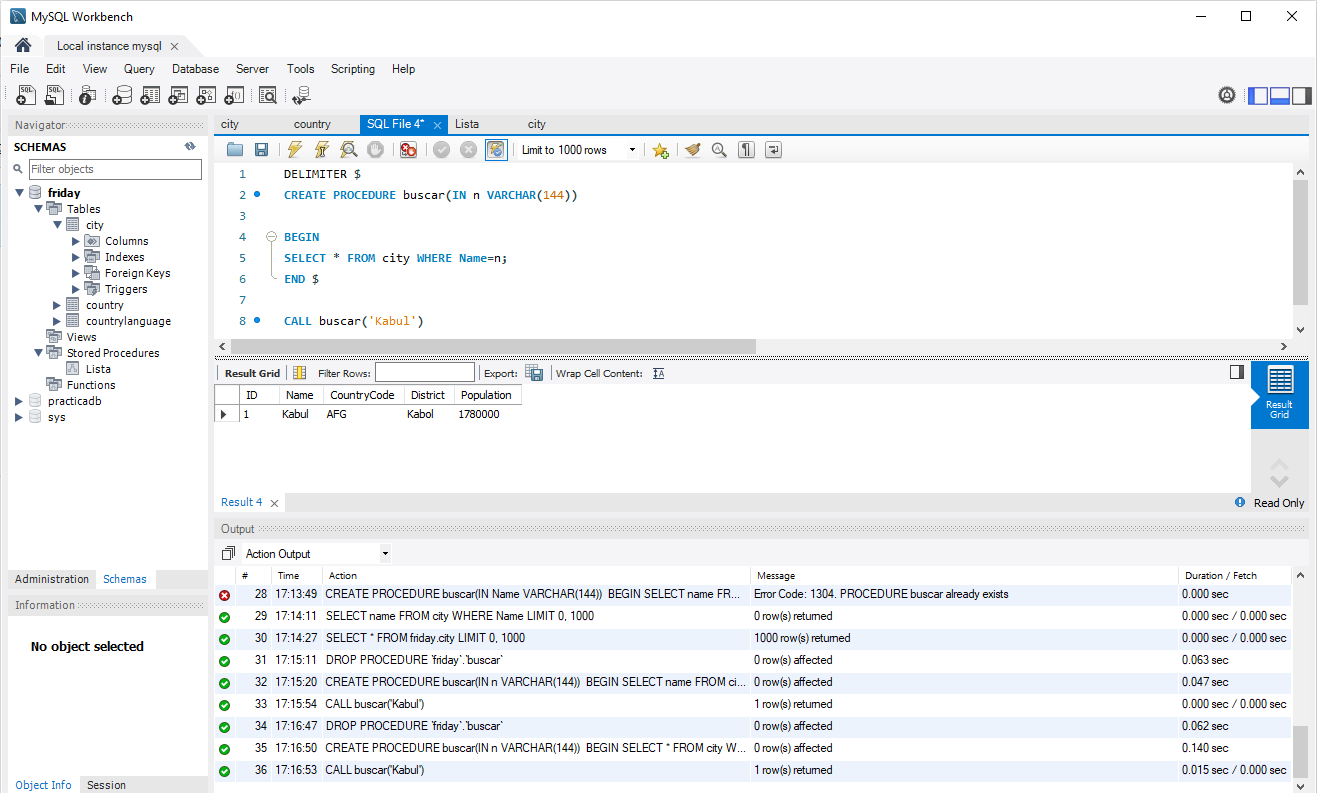 MySQL Workbench
Local instance mysql
File Edit View Query Database Server Tools Scripting Help
Navigator
SCHEMAS
Filter objects
friday
Tables
city
Columns
Indexes
Foreign Keys
Triggers
country
countrylanguage
Views
Stored Procedures
Lista
Functions
practicadb
sys
Administration Schemas
Information
No object selected
Object Info Session
city country SQL File 4* Lista city
Limit to 1000 rows
1 DELIMITER $
2 CREATE PROCEDURE buscar(IN n VARCHAR(144))
3
4 BEGIN
5 SELECT * FROM city WHERE Name=n;
6 END $
7
8 CALL buscar('Kabul')
Result Grid Filter Rows: Export: Wrap Cell Content:
ID Name CountryCode District Population
1 Kabul AFG Kabol 1780000
Result Grid
Result 4 Read Only
Output
Action Output
# Time Action Message Duration / Fetch
28 17:13:49 CREATE PROCEDURE buscar(IN Name VARCHAR(144)) BEGIN SELECT name FR... Error Code: 1304. PROCEDURE buscar already exists 0.000 sec
29 17:14:11 SELECT name FROM city WHERE Name LIMIT 0, 1000 0 row(s) returned 0.000 sec / 0.000 sec
30 17:14:27 SELECT * FROM friday.city LIMIT 0, 1000 1000 row(s) returned 0.000 sec / 0.000 sec
31 17:15:11 DROP PROCEDURE `friday`.`buscar` 0 row(s) affected 0.063 sec
32 17:15:20 CREATE PROCEDURE buscar(IN n VARCHAR(144)) BEGIN SELECT name FROM ci... 0 row(s) affected 0.047 sec
33 17:15:54 CALL buscar('Kabul') 1 row(s) returned 0.000 sec / 0.000 sec
34 17:16:47 DROP PROCEDURE `friday`.`buscar` 0 row(s) affected 0.062 sec
35 17:16:50 CREATE PROCEDURE buscar(IN n VARCHAR(144)) BEGIN SELECT * FROM city W... 0 row(s) affected 0.140 sec
36 17:16:53 CALL buscar('Kabul') 1 row(s) returned 0.015 sec / 0.000 sec